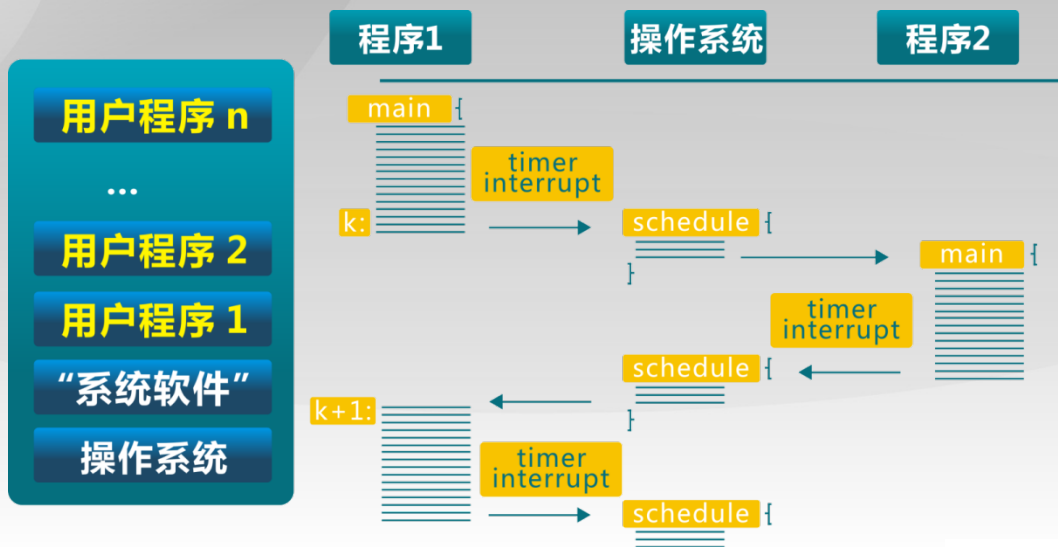 程序1
操作系统
程序2
用户程序 n
...
用户程序 2
用户程序 1
“系统软件”
操作系统
main {
timer
interrupt
k:
schedule {
}
main {
timer
interrupt
schedule {
}
k+1:
timer
interrupt
schedule {